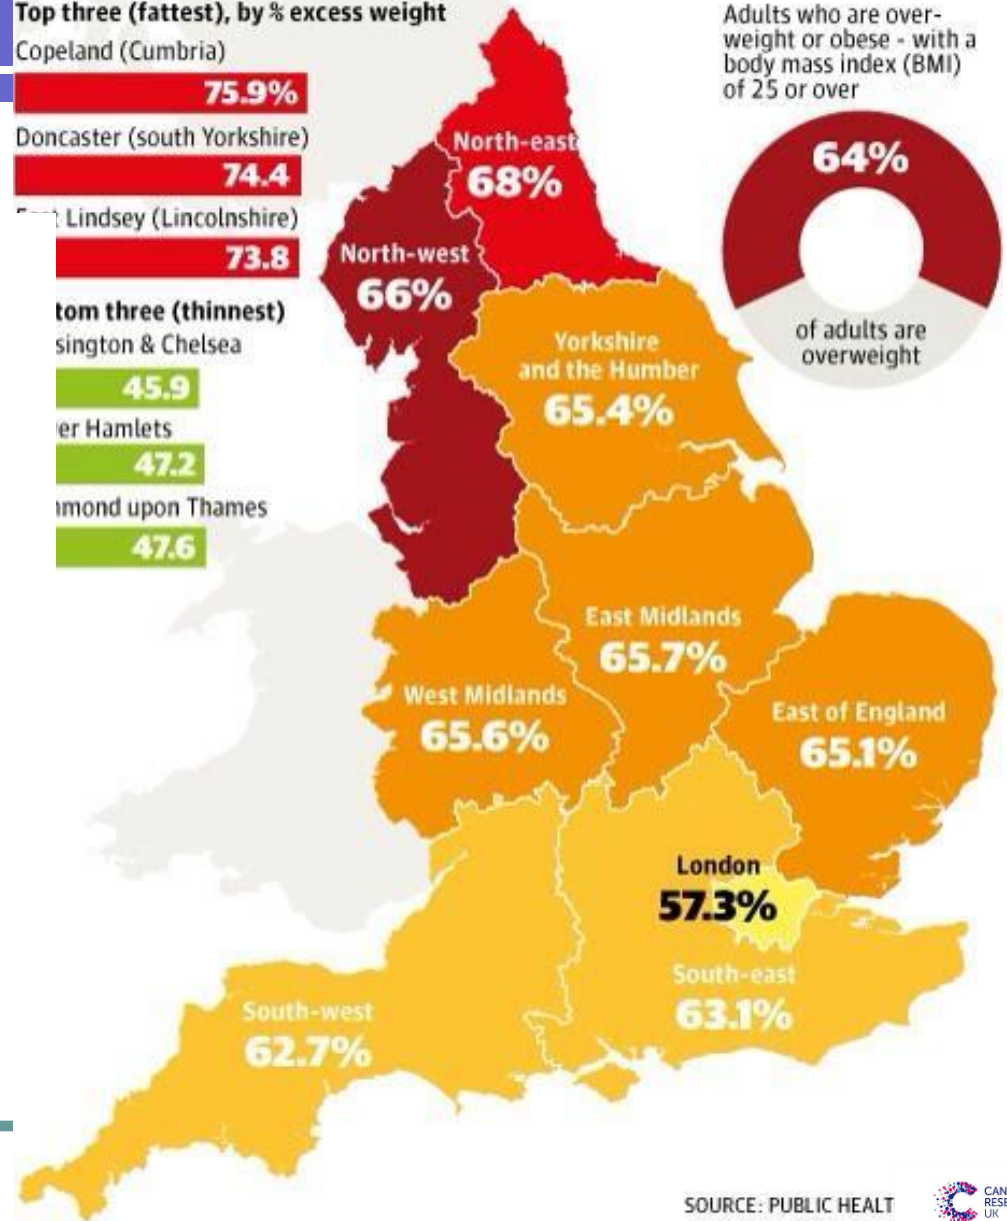 Top three (fattest), by % excess weight
Copeland (Cumbria)
75.9%
Doncaster (south Yorkshire)
74.4
Lindsey (Lincolnshire)
73.8
tom three (thinnest)
sington & Chelsea
45.9
er Hamlets
47.2
mond upon Thames
47.6
Adults who are over-
weight or obese - with a
body mass index (BMI)
of 25 or over
64%
of adults are
overweight
North-east
68%
North-west
66%
Yorkshire
and the Humber
65.4%
East Midlands
65.7%
West Midlands
65.6%
East of England
65.1%
London
57.3%
South-east
63.1%
South-west
62.7%
SOURCE: PUBLIC HEALT
CAN
RESE
UK